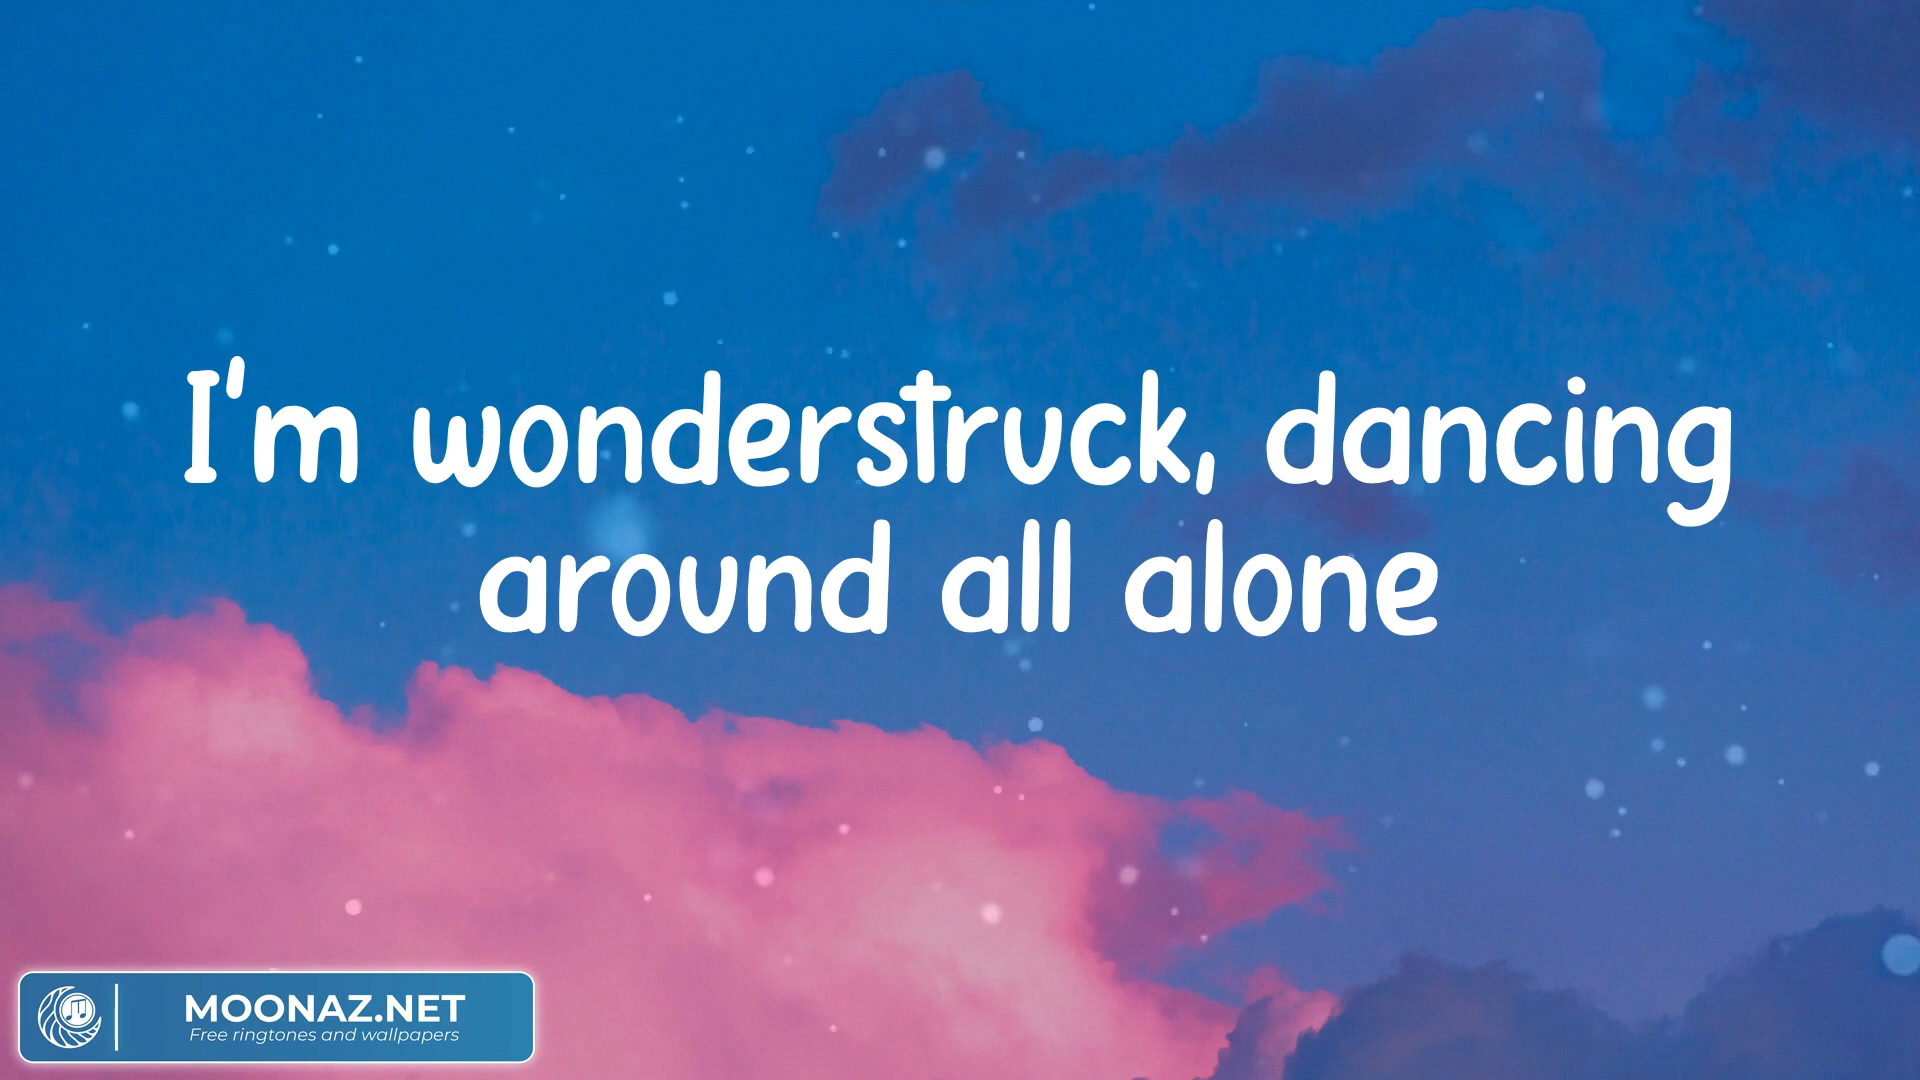 I'm wonderstruck, dancing
around all alone
MOONAZ.NET
Free ringtones and wallpapers